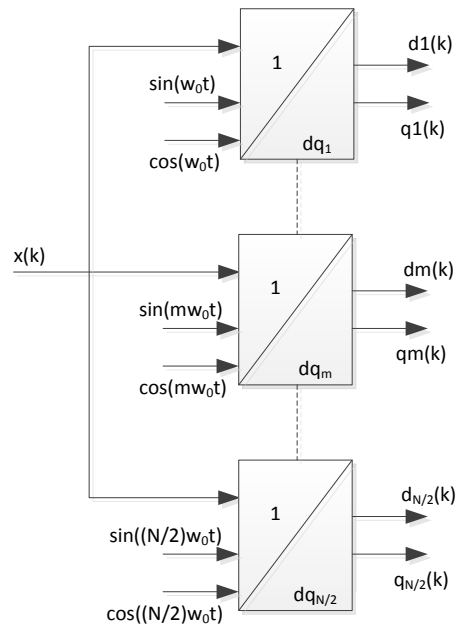 1
d1(k)
sin(w₀t)
q1(k)
cos(w₀t)
dq₁
x(k)
1
dm(k)
sin(mw₀t)
qm(k)
cos(mw₀t)
dqₘ
1
d_N/2(k)
sin((N/2)w₀t)
q_N/2(k)
cos((N/2)w₀t)
dq_N/2